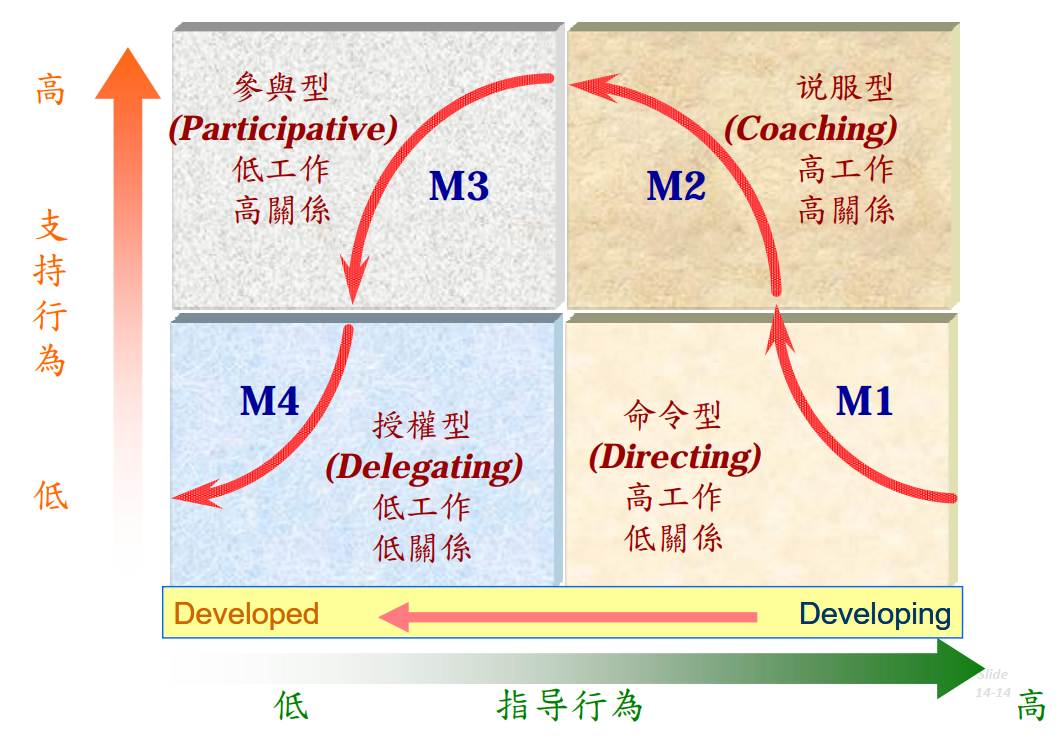 高
支
持
行
為
低
參與型
(Participative)
低工作
高關係
M3
M2
说服型
(Coaching)
高工作
高關係
M4
授權型
(Delegating)
低工作
低關係
命令型
(Directing)
高工作
低關係
M1
Developed
Developing
低
指导行為
高
Slide
14-14